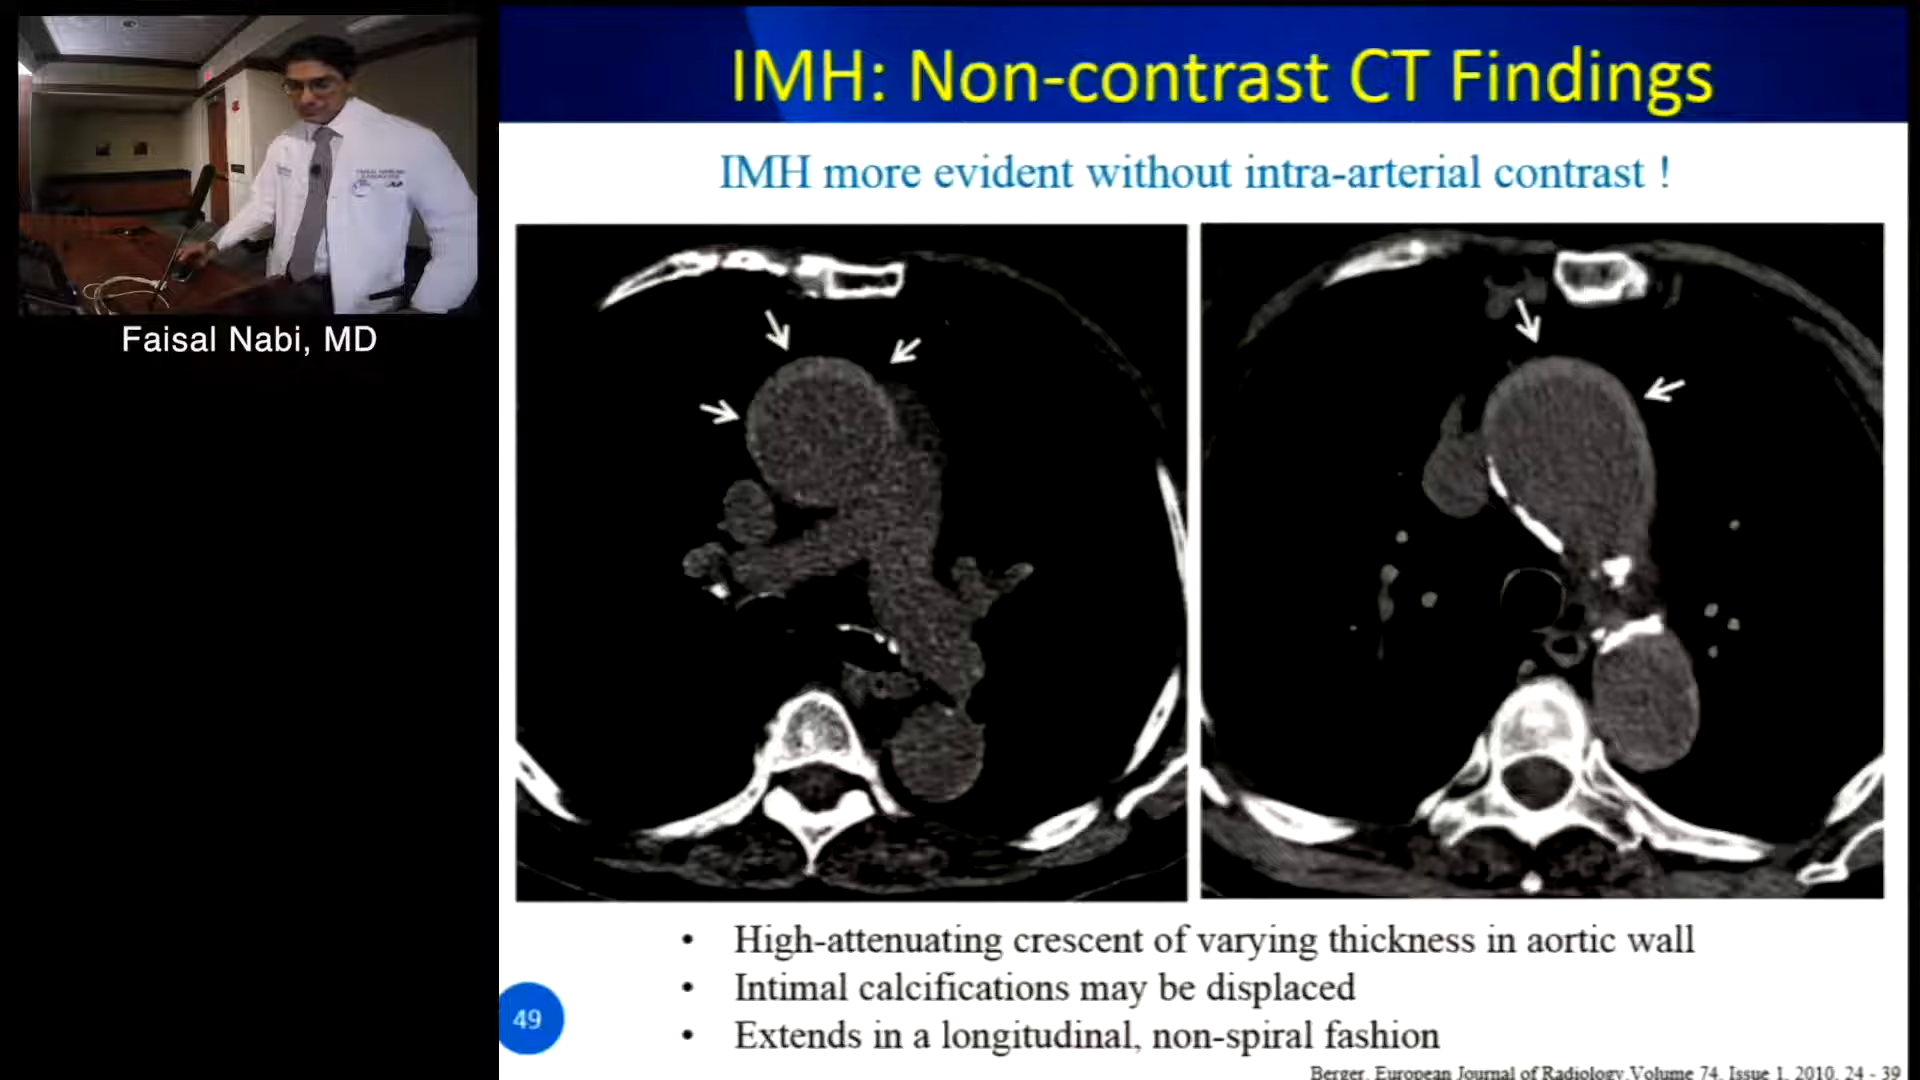 IMH: Non-contrast CT Findings
IMH more evident without intra-arterial contrast !
Faisal Nabi, MD
• High-attenuating crescent of varying thickness in aortic wall
• Intimal calcifications may be displaced
• Extends in a longitudinal, non-spiral fashion
49
Berger, European Journal of Radiology, Volume 74, Issue 1, 2010, 24 - 39